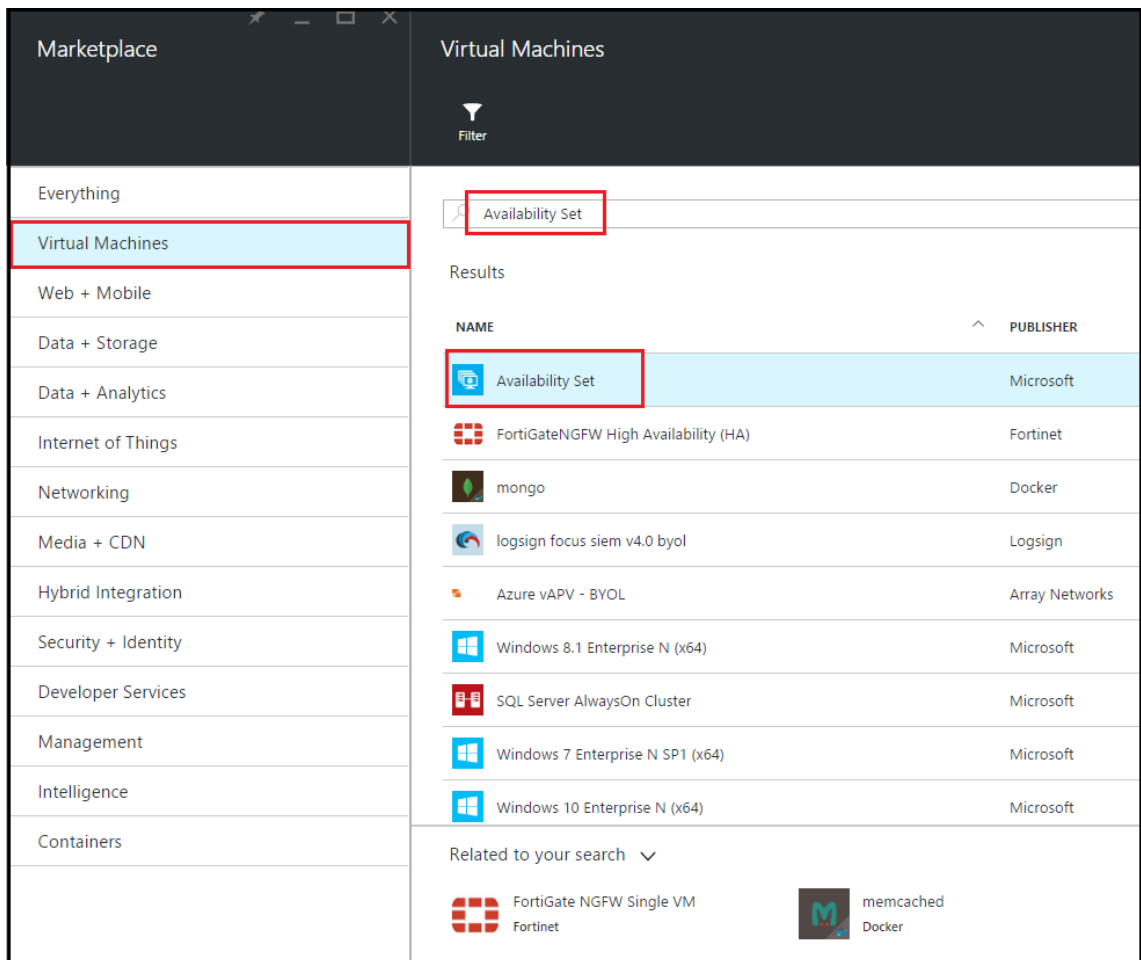 Marketplace
Everything
Virtual Machines
Web + Mobile
Data + Storage
Data + Analytics
Internet of Things
Networking
Media + CDN
Hybrid Integration
Security + Identity
Developer Services
Management
Intelligence
Containers
Virtual Machines
Filter
Availability Set
Results
NAME PUBLISHER
Availability Set Microsoft
FortiGateNGFW High Availability (HA) Fortinet
mongo Docker
logsign focus siem v4.0 byol Logsign
Azure vAPV - BYOL Array Networks
Windows 8.1 Enterprise N (x64) Microsoft
SQL Server AlwaysOn Cluster Microsoft
Windows 7 Enterprise N SP1 (x64) Microsoft
Windows 10 Enterprise N (x64) Microsoft
Related to your search
FortiGate NGFW Single VM
Fortinet
memcached
Docker